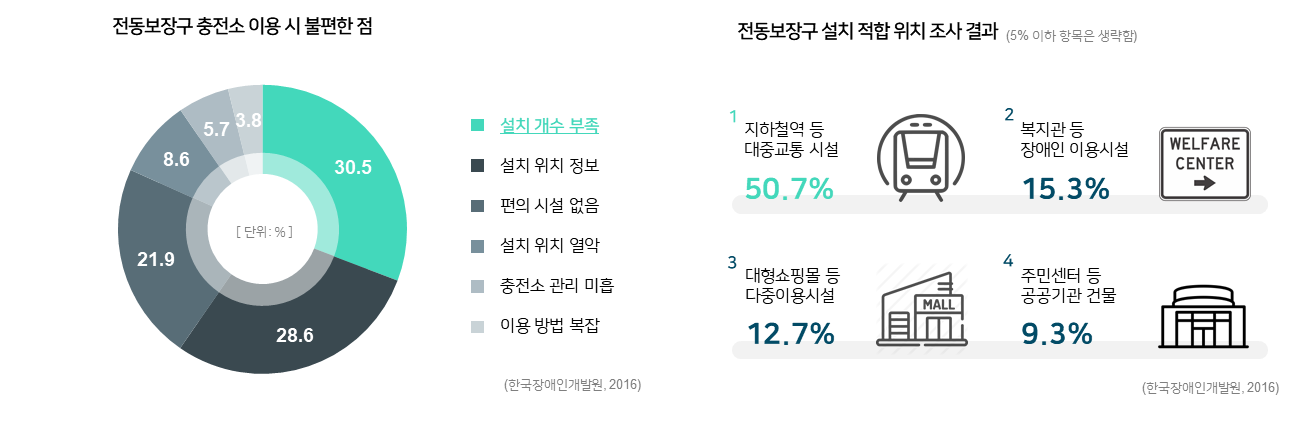 전동보장구 충전소 이용 시 불편한 점
3.8
5.7
8.6
30.5
21.9
28.6
[ 단위 : % ]
설치 개수 부족
설치 위치 정보
편의 시설 없음
설치 위치 열악
충전소 관리 미흡
이용 방법 복잡
(한국장애인개발원, 2016)
전동보장구 설치 적합 위치 조사 결과 (5% 이하 항목은 생략함)
1
지하철역 등
대중교통 시설
50.7%
2
복지관 등
장애인 이용시설
15.3%
WELFARE
CENTER
3
대형쇼핑몰 등
다중이용시설
12.7%
MALL
4
주민센터 등
공공기관 건물
9.3%
(한국장애인개발원, 2016)